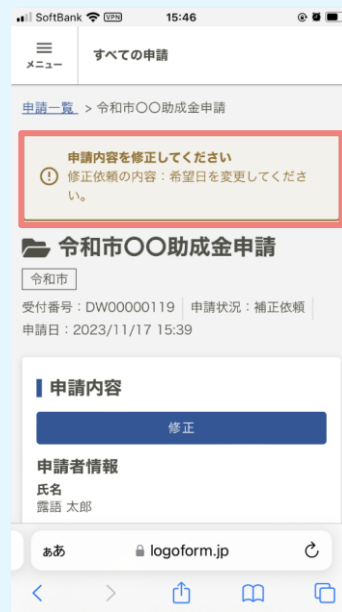 SoftBank VPN 15:46
メニュー
すべての申請
申請一覧 > 令和市〇〇助成金申請
申請内容を修正してください
修正依頼の内容：希望日を変更してくださ
い。
令和市〇〇助成金申請
令和市
受付番号：DW00000119 申請状況：補正依頼
申請日：2023/11/17 15:39
申請内容
修正
申請者情報
氏名
露語 太郎
ぁあ logoform.jp